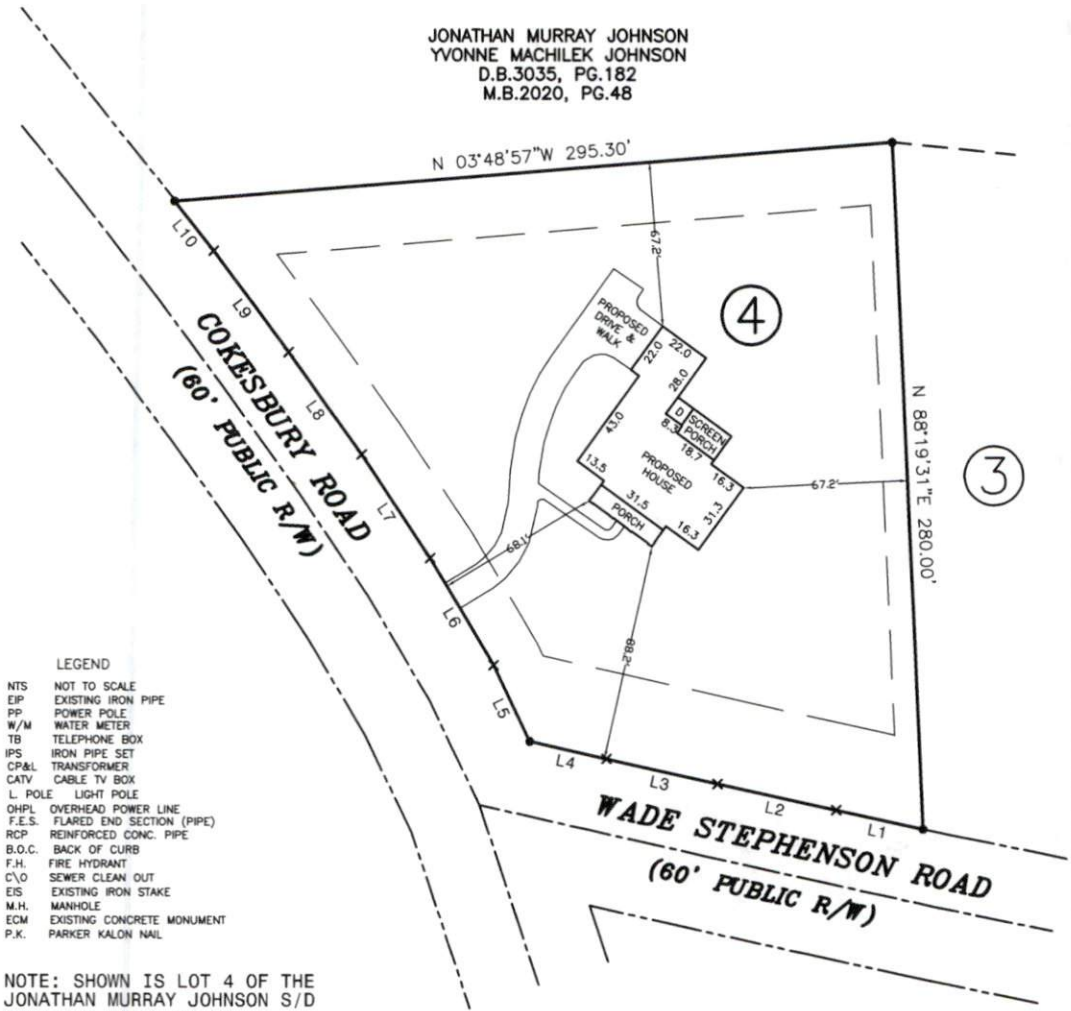 JONATHAN MURRAY JOHNSON
YVONNE MACHILEK JOHNSON
D.B.3035, PG.182
M.B.2020, PG.48
N 03°48'57"W 295.30'
L10
L9
L8
L7
L6
L5
L4
L3
L2
L1
COKESBURY ROAD
(60' PUBLIC R/W)
67.2'
4
PROPOSED
DRIVE &
WALK
22.0
22.0
28.0
D
SCREEN
PORCH
8.3
18.7
43.0
13.5
PROPOSED
HOUSE
16.3
31.3
31.5
PORCH
16.3
67.2'
68.1'
88.2'
N 88°19'31"E 280.00'
3
WADE STEPHENSON ROAD
(60' PUBLIC R/W)
LEGEND
NTS NOT TO SCALE
EIP EXISTING IRON PIPE
PP POWER POLE
W/M WATER METER
TB TELEPHONE BOX
IPS IRON PIPE SET
CP&L TRANSFORMER
CATV CABLE TV BOX
L. POLE LIGHT POLE
OHPL OVERHEAD POWER LINE
F.E.S. FLARED END SECTION (PIPE)
RCP REINFORCED CONC. PIPE
B.O.C. BACK OF CURB
F.H. FIRE HYDRANT
C\O SEWER CLEAN OUT
EIS EXISTING IRON STAKE
M.H. MANHOLE
ECM EXISTING CONCRETE MONUMENT
P.K. PARKER KALON NAIL
NOTE: SHOWN IS LOT 4 OF THE
JONATHAN MURRAY JOHNSON S/D